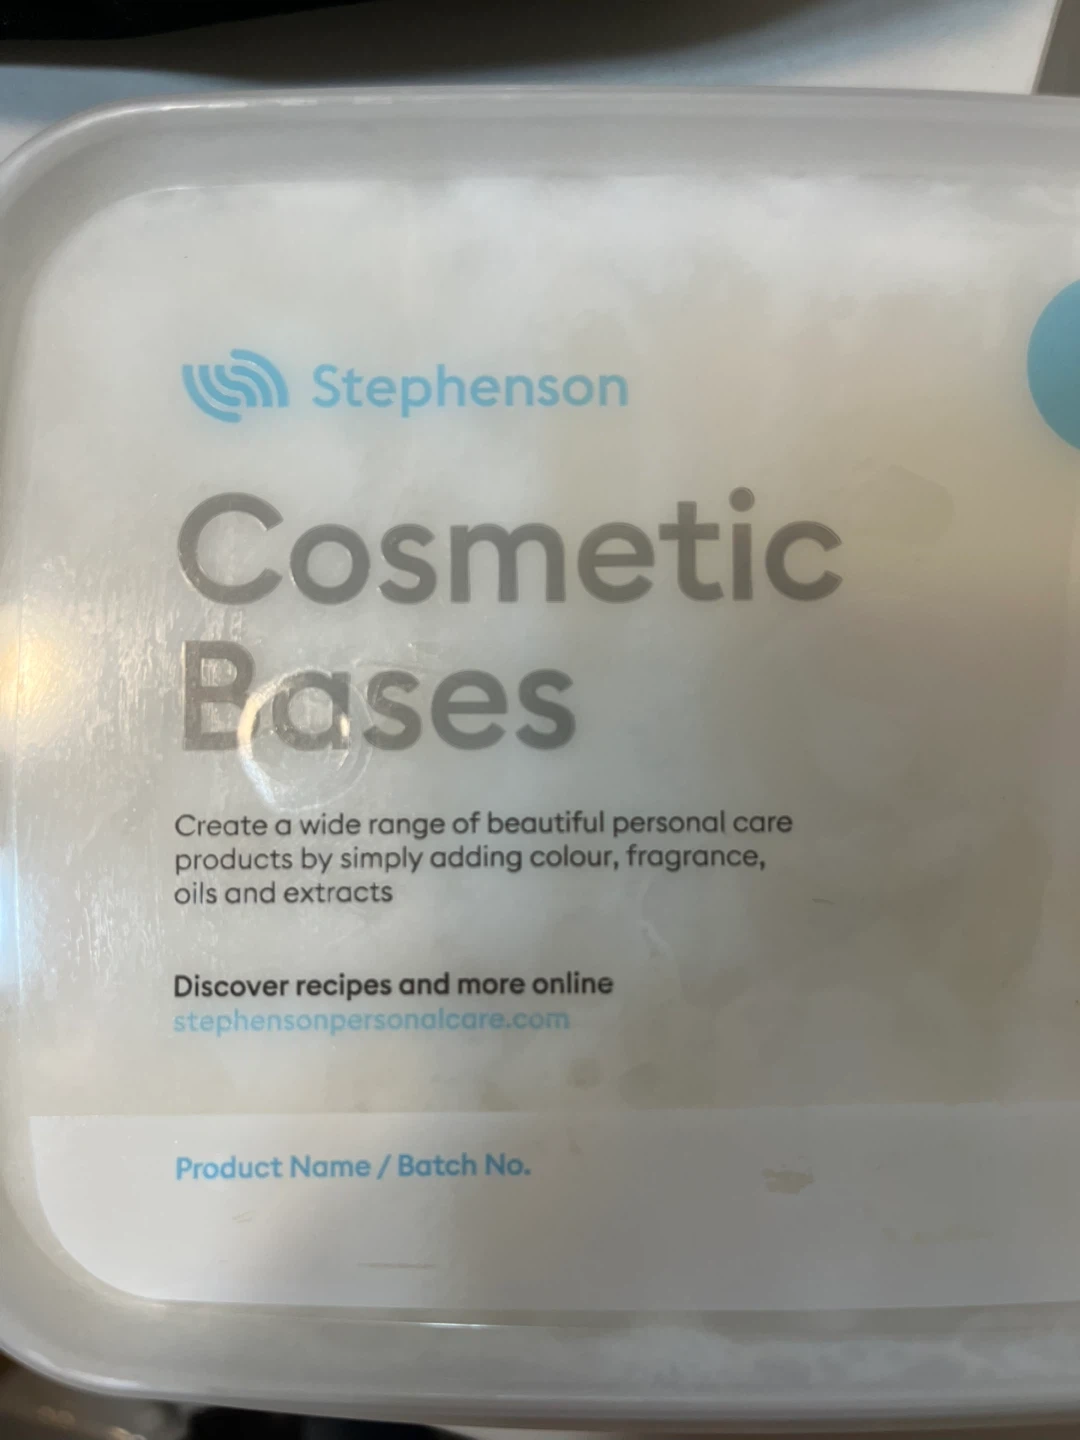 Stephenson
Cosmetic
Bases
Create a wide range of beautiful personal care
products by simply adding colour, fragrance,
oils and extracts
Discover recipes and more online
stephensonpersonalcare.com
Product Name / Batch No.